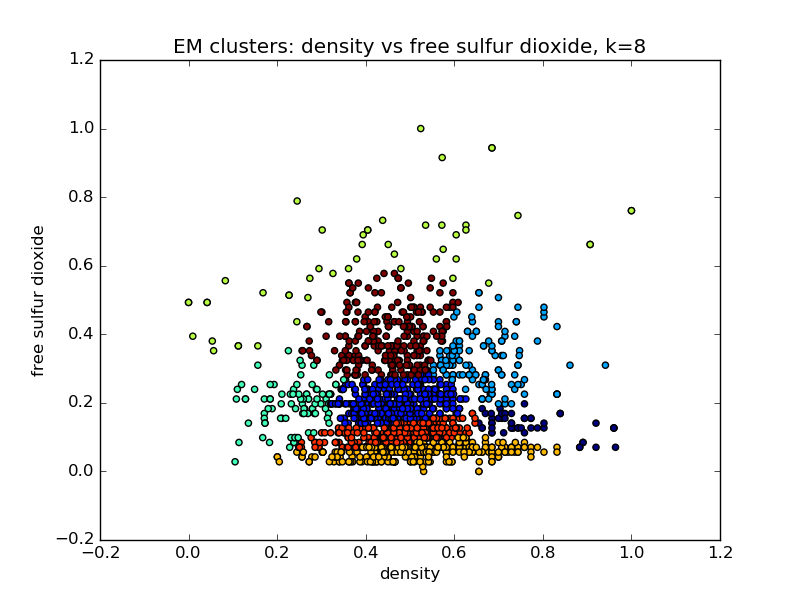 EM clusters: density vs free sulfur dioxide, k=8
1.2
1.0
0.8
0.6
0.4
0.2
0.0
−0.2
free sulfur dioxide
−0.2 0.0 0.2 0.4 0.6 0.8 1.0 1.2
density